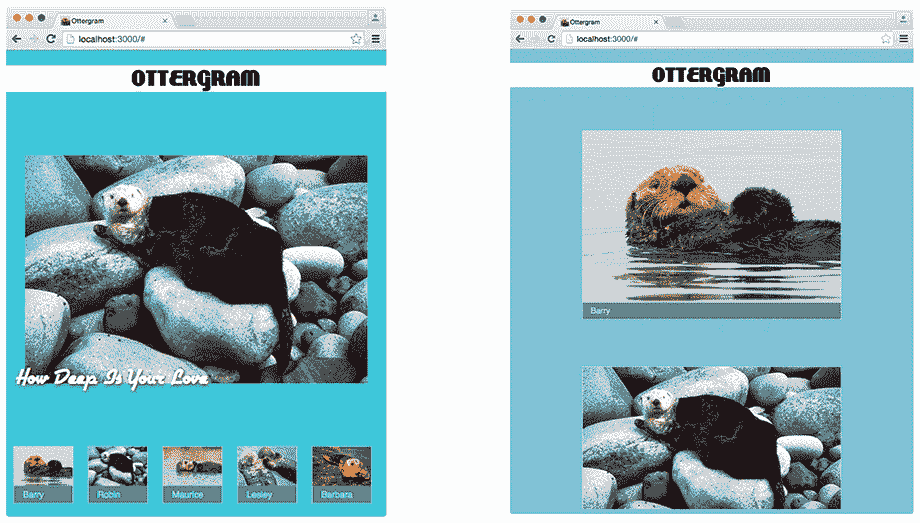 Ottergram
localhost:3000/#
OTTERGRAM
How Deep Is Your Love
Barry
Robin
Maurice
Lesley
Barbara
Ottergram
localhost:3000/#
OTTERGRAM
Barry